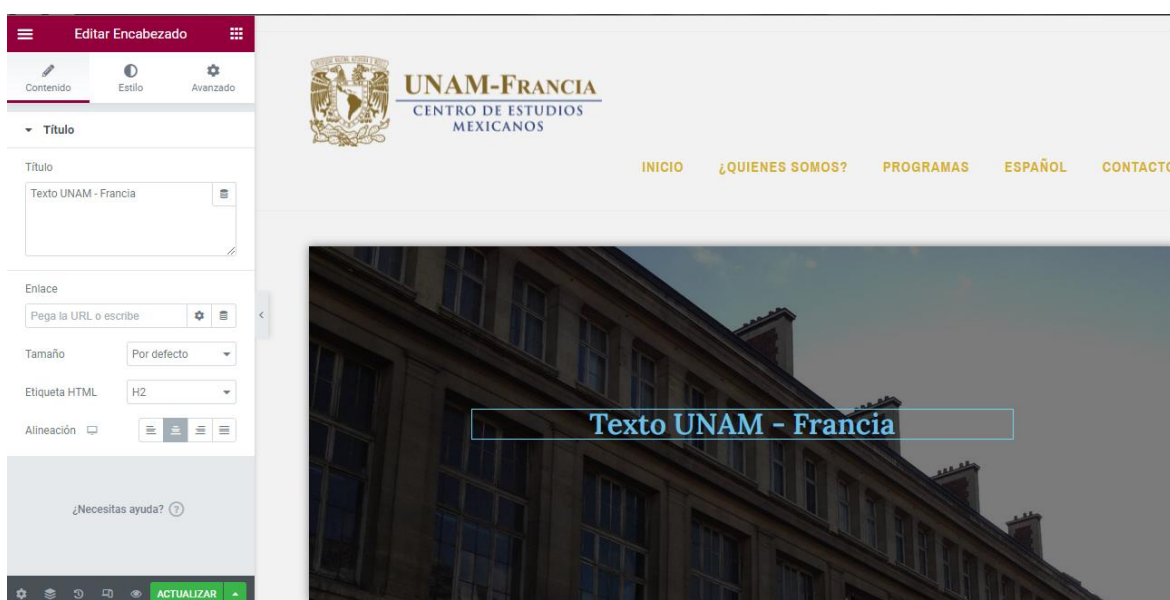 Editar Encabezado
Contenido
Estilo
Avanzado
Título
Título
Texto UNAM - Francia
Enlace
Pega la URL o escribe
Tamaño
Por defecto
Etiqueta HTML
H2
Alineación
¿Necesitas ayuda? ?
ACTUALIZAR
UNAM-FRANCIA
CENTRO DE ESTUDIOS
MEXICANOS
INICIO ¿QUIENES SOMOS? PROGRAMAS ESPAÑOL CONTACTO
Texto UNAM - Francia